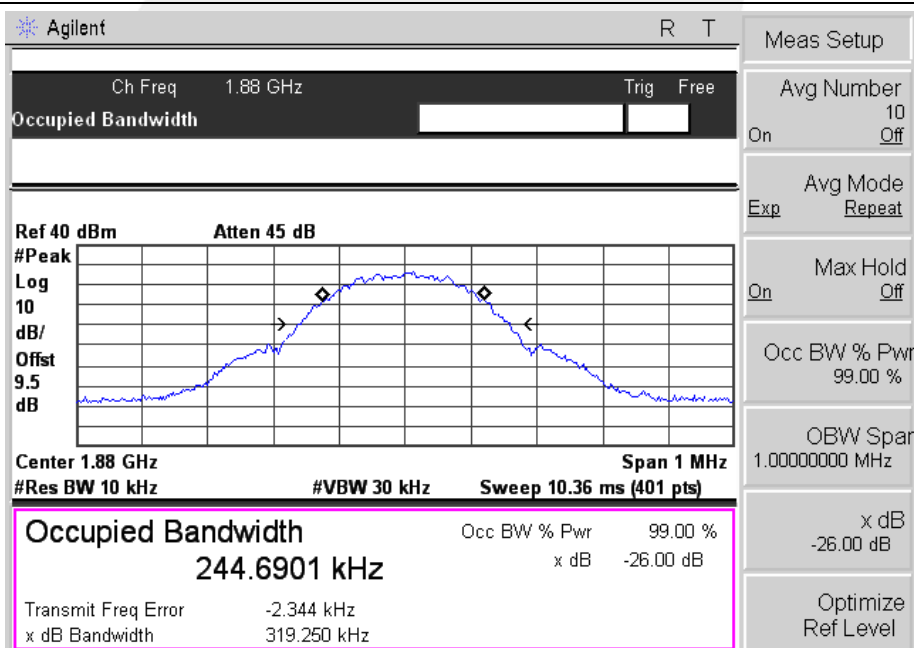 Agilent R T
Ch Freq 1.88 GHz Trig Free
Occupied Bandwidth
Ref 40 dBm Atten 45 dB
#Peak
Log
10
dB/
Offst
9.5
dB
Center 1.88 GHz Span 1 MHz
#Res BW 10 kHz #VBW 30 kHz Sweep 10.36 ms (401 pts)
Occupied Bandwidth
244.6901 kHz
Occ BW % Pwr 99.00 %
x dB -26.00 dB
Transmit Freq Error -2.344 kHz
x dB Bandwidth 319.250 kHz
Meas Setup
Avg Number
10
On Off
Avg Mode
Exp Repeat
Max Hold
On Off
Occ BW % Pwr
99.00 %
OBW Span
1.00000000 MHz
x dB
-26.00 dB
Optimize
Ref Level